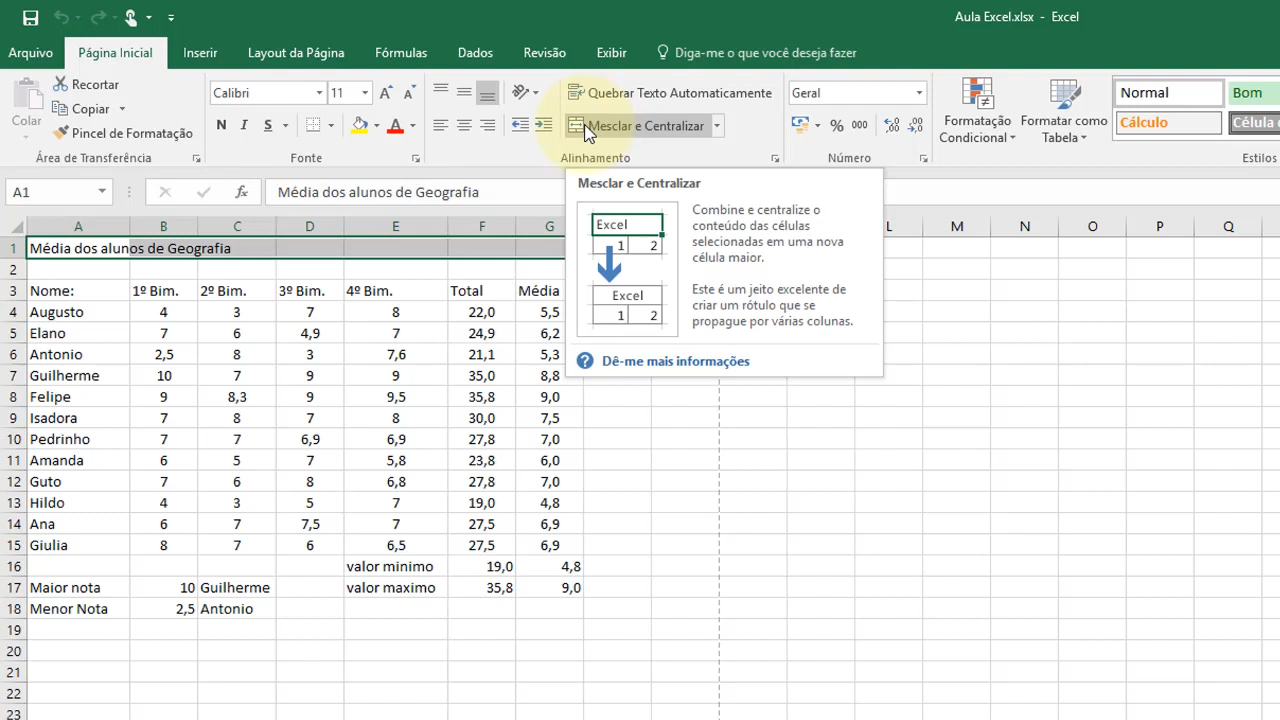 Aula Excel.xlsx - Excel
Arquivo Página Inicial Inserir Layout da Página Fórmulas Dados Revisão Exibir Diga-me o que você deseja fazer
Colar
Recortar
Copiar
Pincel de Formatação
Área de Transferência
Calibri 11
N I S
Fonte
Quebrar Texto Automaticamente
Mesclar e Centralizar
Alinhamento
Geral
% 000
Número
Formatação Condicional
Formatar como Tabela
Normal Bom
Cálculo Célula
Estilos
A1 fx Média dos alunos de Geografia
Mesclar e Centralizar
Excel
1 2
Excel
1 2
Combine e centralize o
conteúdo das células
selecionadas em uma nova
célula maior.
Este é um jeito excelente de
criar um rótulo que se
propague por várias colunas.
Dê-me mais informações
A B C D E F G L M N O P Q
1 Média dos alunos de Geografia
2
3 Nome: 1º Bim. 2º Bim. 3º Bim. 4º Bim. Total Média
4 Augusto 4 3 7 8 22,0 5,5
5 Elano 7 6 4,9 7 24,9 6,2
6 Antonio 2,5 8 3 7,6 21,1 5,3
7 Guilherme 10 7 9 9 35,0 8,8
8 Felipe 9 8,3 9 9,5 35,8 9,0
9 Isadora 7 8 7 8 30,0 7,5
10 Pedrinho 7 7 6,9 6,9 27,8 7,0
11 Amanda 6 5 7 5,8 23,8 6,0
12 Guto 7 6 8 6,8 27,8 7,0
13 Hildo 4 3 5 7 19,0 4,8
14 Ana 6 7 7,5 7 27,5 6,9
15 Giulia 8 7 6 6,5 27,5 6,9
16 valor minimo 19,0 4,8
17 Maior nota 10 Guilherme valor maximo 35,8 9,0
18 Menor Nota 2,5 Antonio
19
20
21
22
23